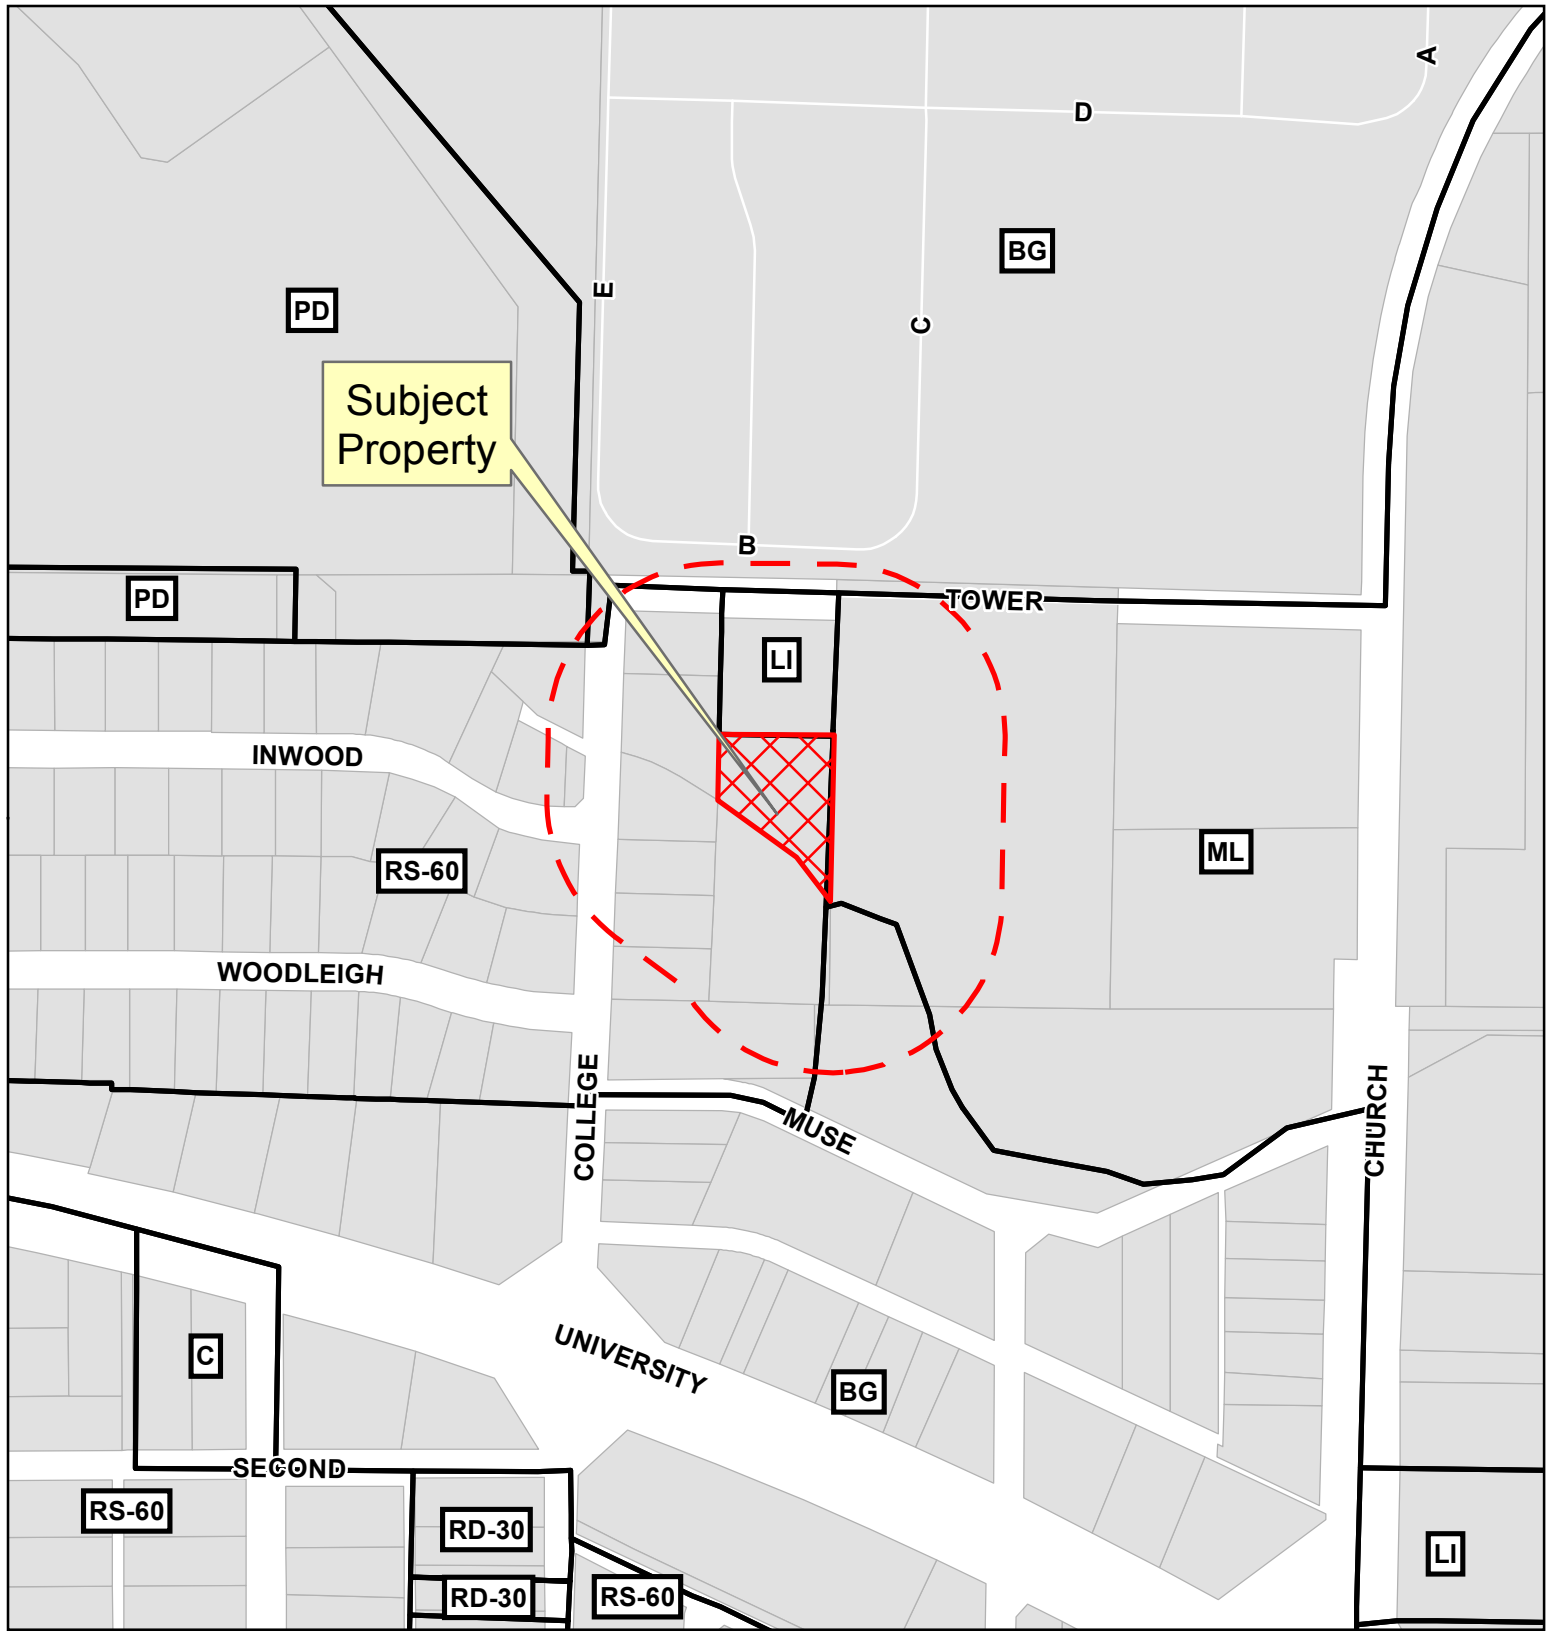 A
D
BG
E
PD
C
Subject
Property
B
PD
TOWER
LI
INWOOD
ML
RS-60
WOODLEIGH
COLLEGE
CHURCH
MUSE
UNIVERSITY
C
BG
SECOND
RS-60
RD-30
LI
RD-30
RS-60